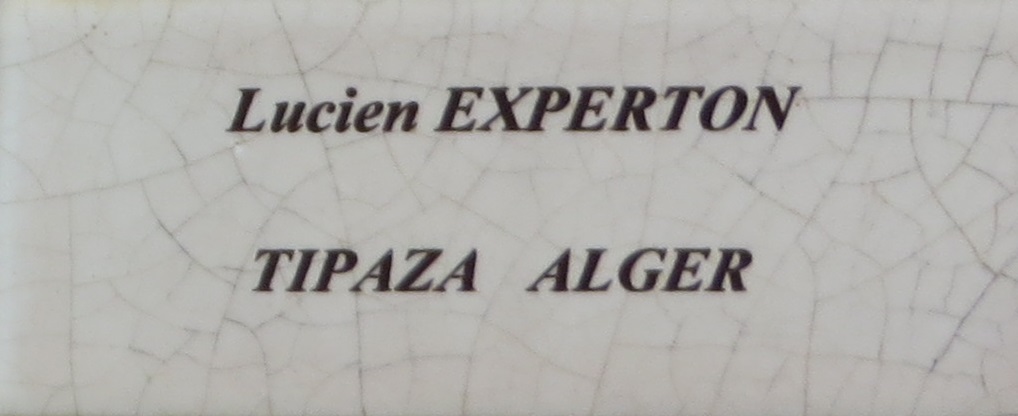 Lucien EXPERTON
TIPAZA ALGER